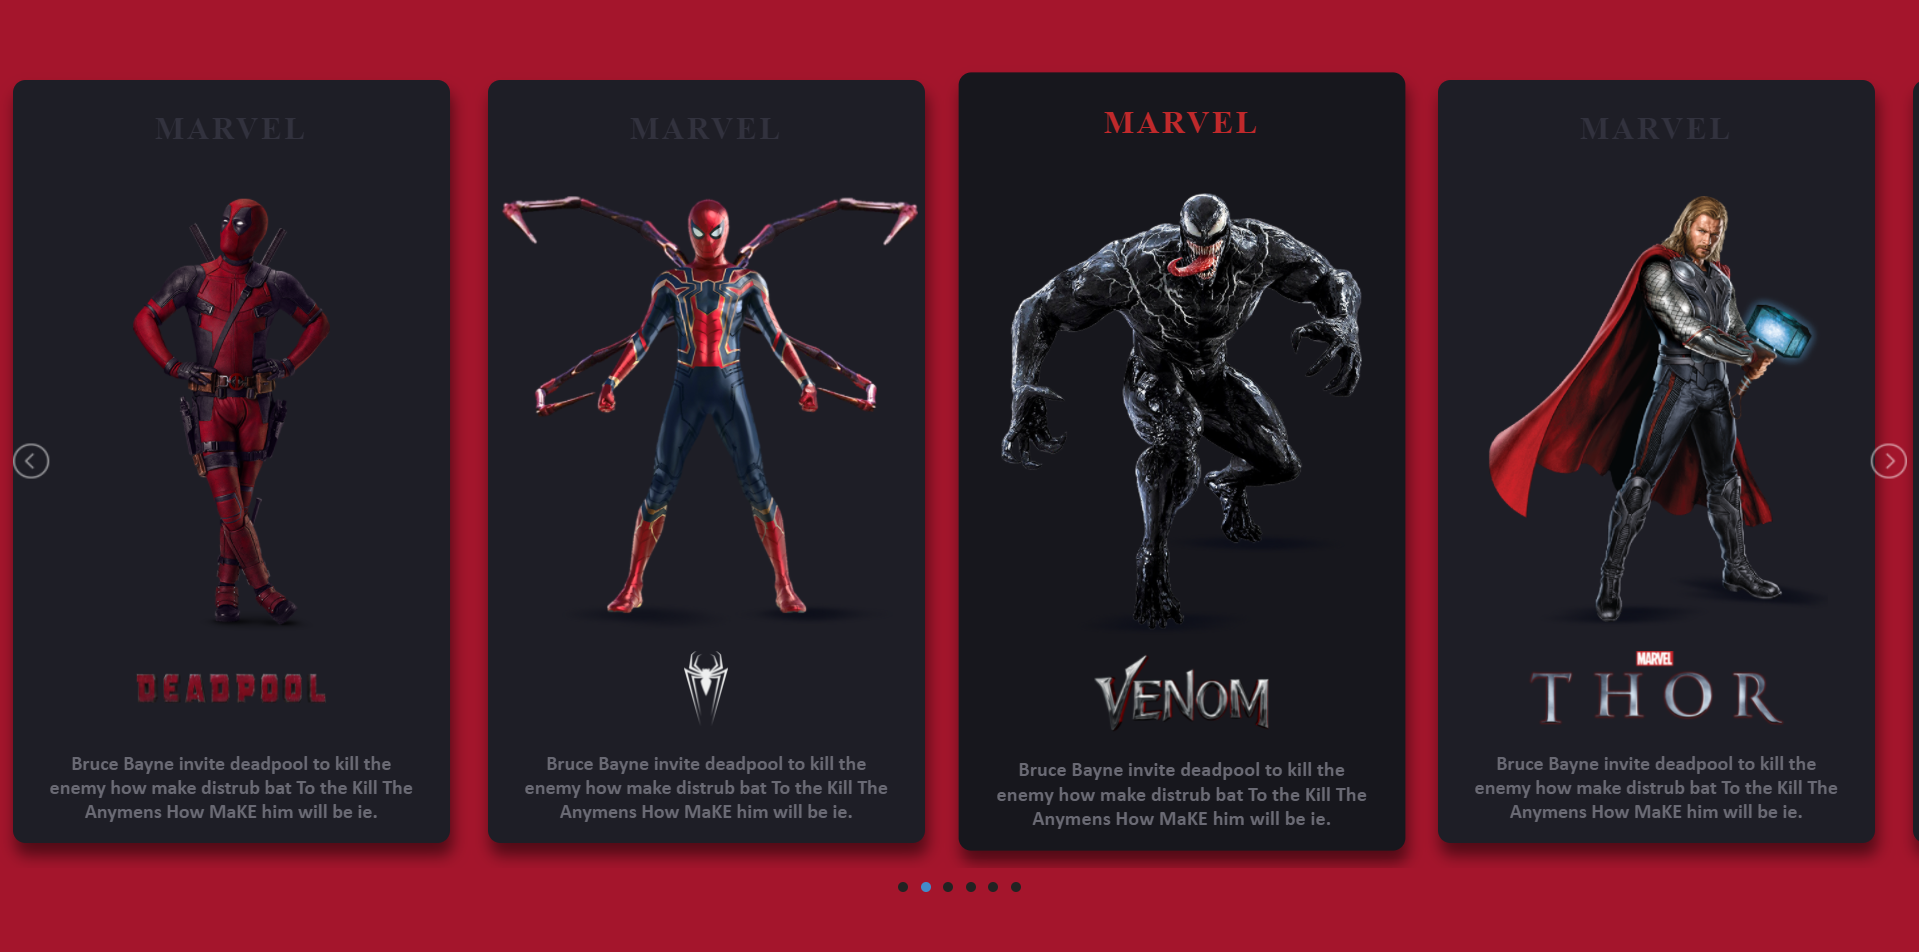 MARVEL
DEADPOOL
Bruce Bayne invite deadpool to kill the
enemy how make distrub bat To the Kill The
Anymens How MaKE him will be ie.
MARVEL
Bruce Bayne invite deadpool to kill the
enemy how make distrub bat To the Kill The
Anymens How MaKE him will be ie.
MARVEL
VENOM
Bruce Bayne invite deadpool to kill the
enemy how make distrub bat To the Kill The
Anymens How MaKE him will be ie.
MARVEL
MARVEL
THOR
Bruce Bayne invite deadpool to kill the
enemy how make distrub bat To the Kill The
Anymens How MaKE him will be ie.